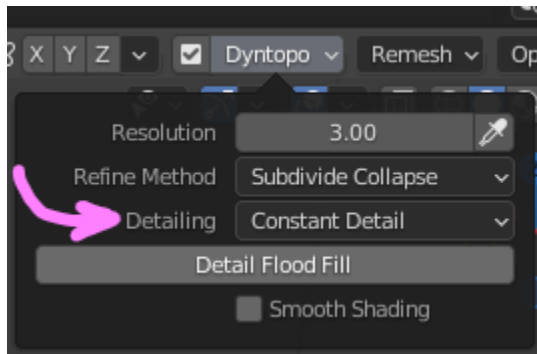 X Y Z Dyntopo Remesh Op
Resolution 3.00
Refine Method Subdivide Collapse
Detailing Constant Detail
Detail Flood Fill
Smooth Shading